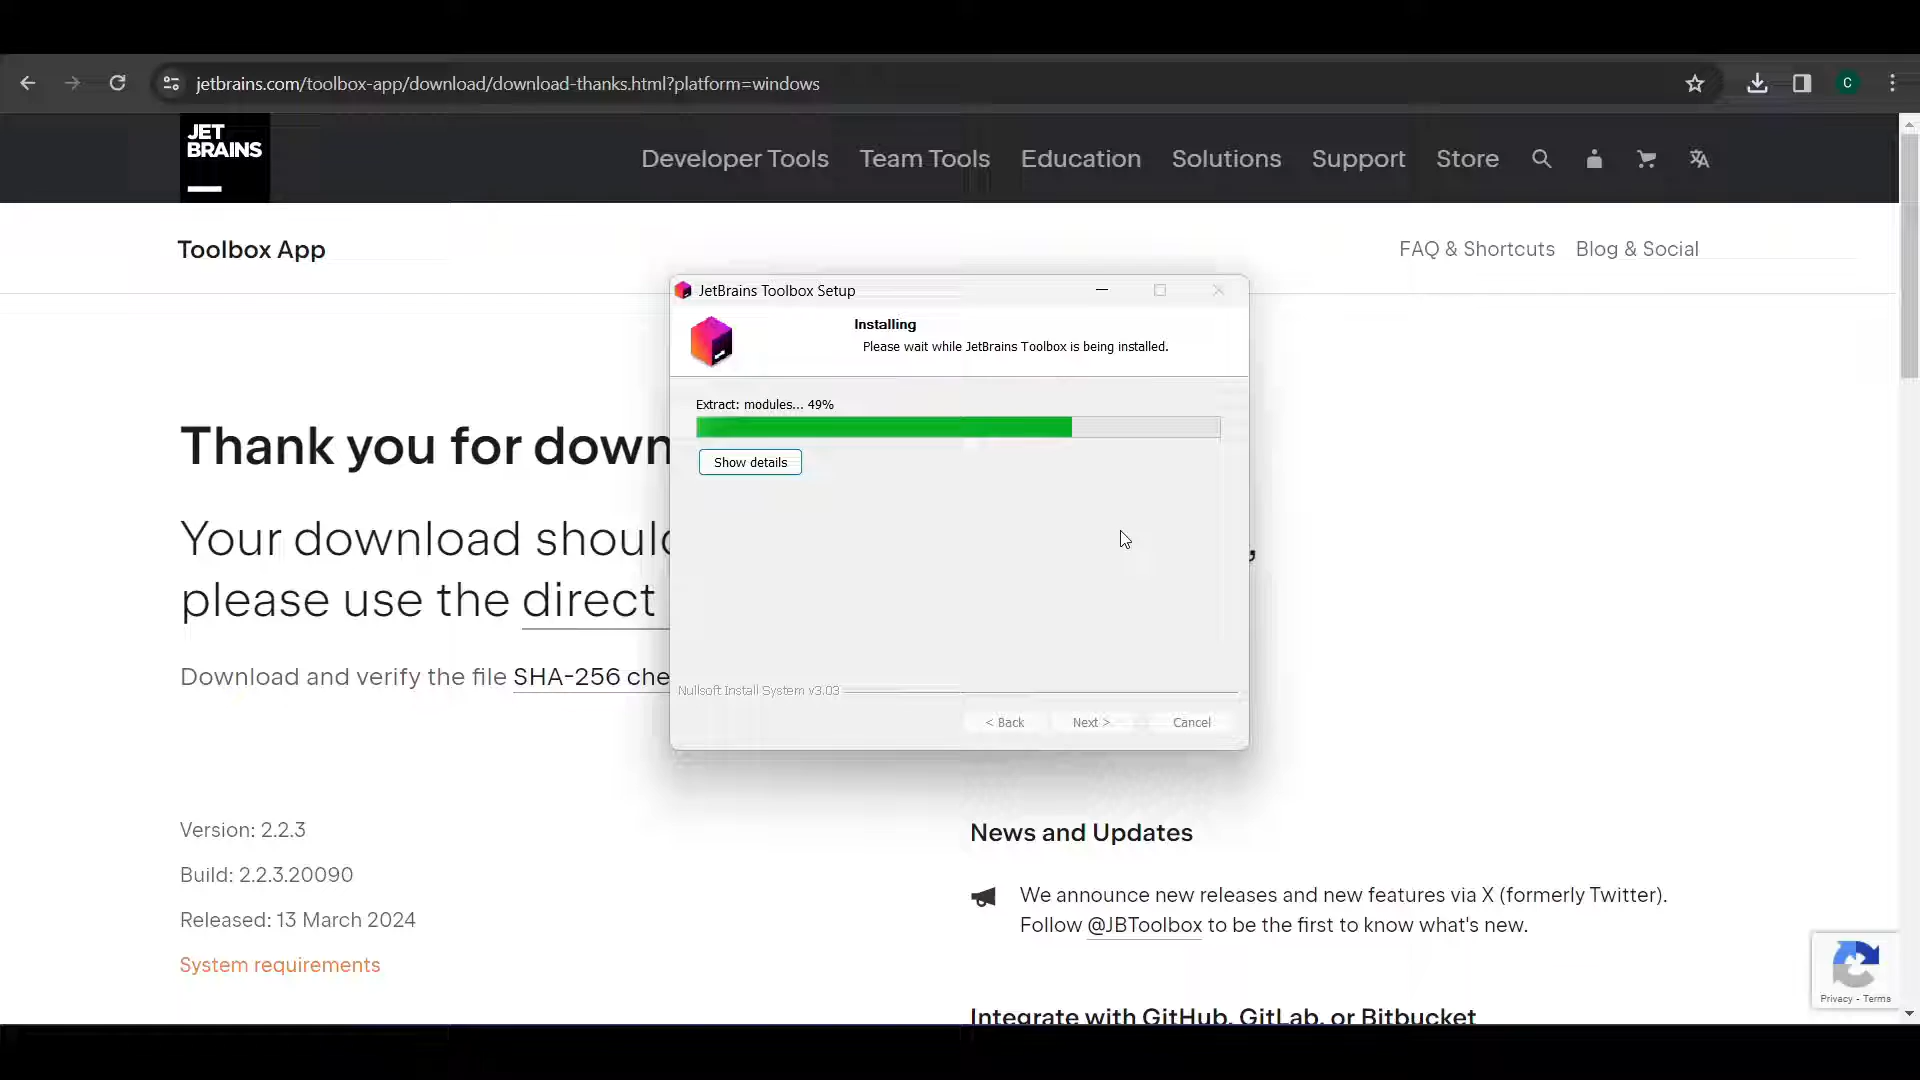 jetbrains.com/toolbox-app/download/download-thanks.html?platform=windows
C
JET
BRAINS
Developer Tools
Team Tools
Education
Solutions
Support
Store
Toolbox App
FAQ & Shortcuts
Blog & Social
JetBrains Toolbox Setup
Installing
Please wait while JetBrains Toolbox is being installed.
Extract: modules... 49%
Show details
Nullsoft Install System v3.03
< Back
Next >
Cancel
Thank you for down
Your download should
,
please use the direct
Download and verify the file SHA-256 che
Version: 2.2.3
Build: 2.2.3.20090
Released: 13 March 2024
System requirements
News and Updates
We announce new releases and new features via X (formerly Twitter).
Follow @JBToolbox to be the first to know what's new.
Integrate with GitHub, GitLab, or Bitbucket
Privacy - Terms